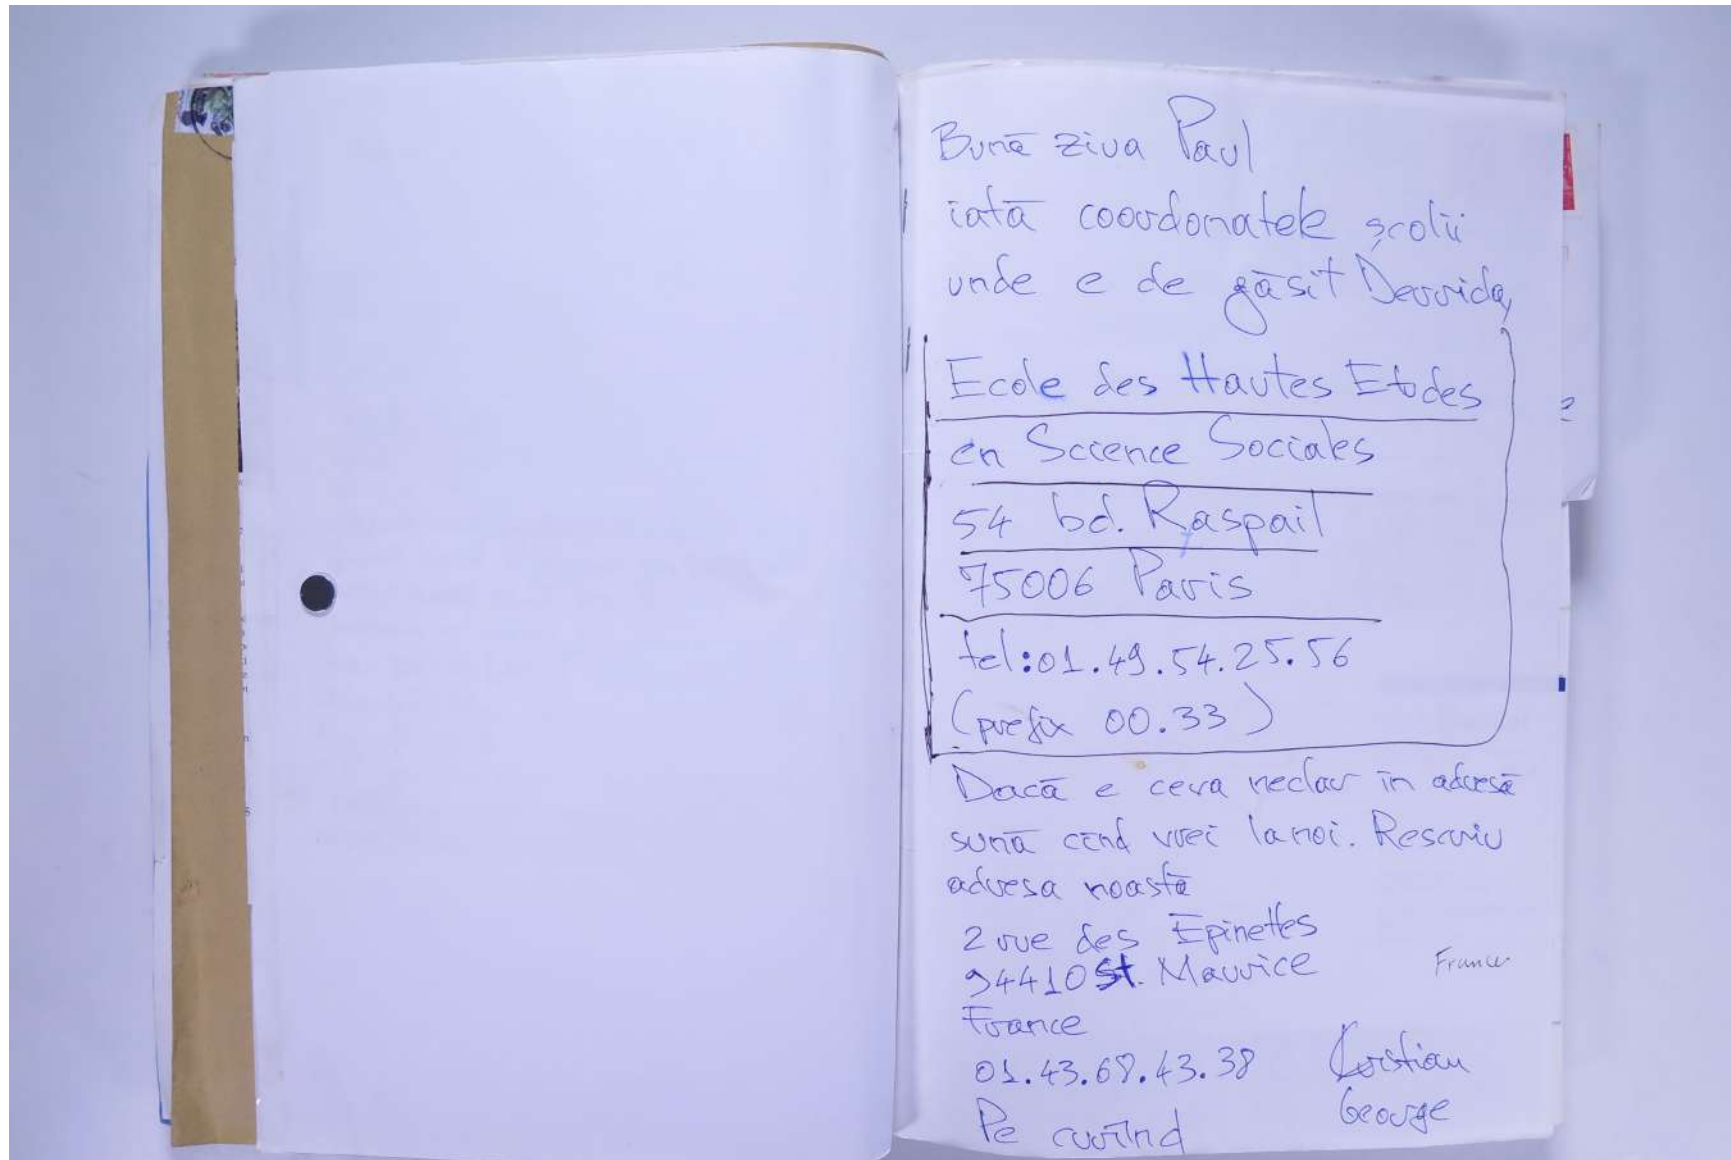 Bună ziua Paul
iată coordonatele școlii
unde e de găsit Derrida,
Ecole des Hautes Etudes
en Science Sociales
54 bd. Raspail
75006 Paris
tel:01.49.54.25.56
(prefix 00.33)
Dacă e ceva neclar în adresă
sună cînd vrei la noi. Rescriu
adresa noastă
2 rue des Epinettes
94410 St. Maurice
France
France
01.43.68.43.38
Cristian
George
Pe curînd